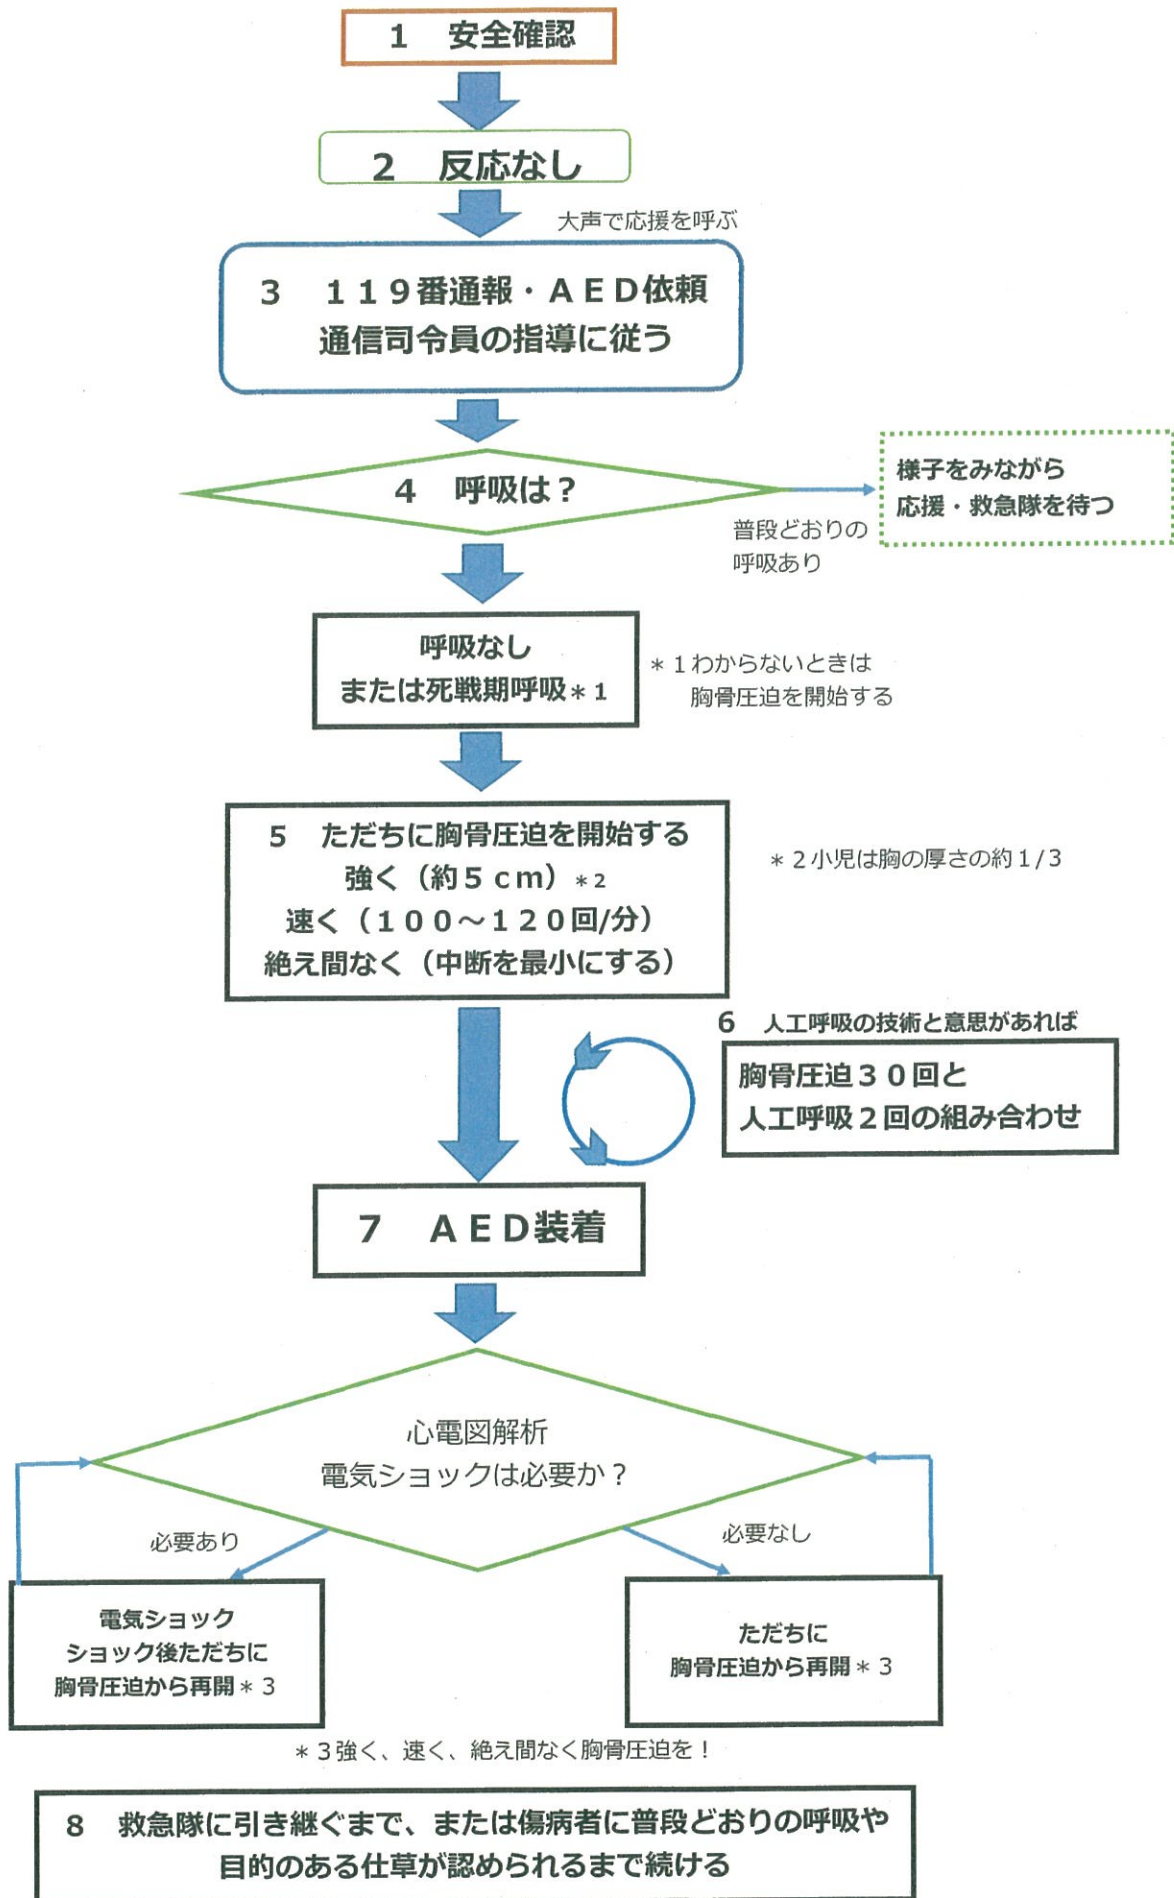 1　安全確認
2　反応なし
大声で応援を呼ぶ
3　１１９番通報・ＡＥＤ依頼
通信司令員の指導に従う
4　呼吸は？
様子をみながら
応援・救急隊を待つ
普段どおりの
呼吸あり
呼吸なし
または死戦期呼吸＊1
＊1わからないときは
胸骨圧迫を開始する
5　ただちに胸骨圧迫を開始する
強く（約５ｃｍ）＊2
速く（１００～１２０回/分）
絶え間なく（中断を最小にする）
＊2小児は胸の厚さの約1/3
6　人工呼吸の技術と意思があれば
胸骨圧迫３０回と
人工呼吸２回の組み合わせ
7　ＡＥＤ装着
心電図解析
電気ショックは必要か？
必要あり
必要なし
電気ショック
ショック後ただちに
胸骨圧迫から再開＊3
ただちに
胸骨圧迫から再開＊3
＊3強く、速く、絶え間なく胸骨圧迫を！
8　救急隊に引き継ぐまで、または傷病者に普段どおりの呼吸や
目的のある仕草が認められるまで続ける